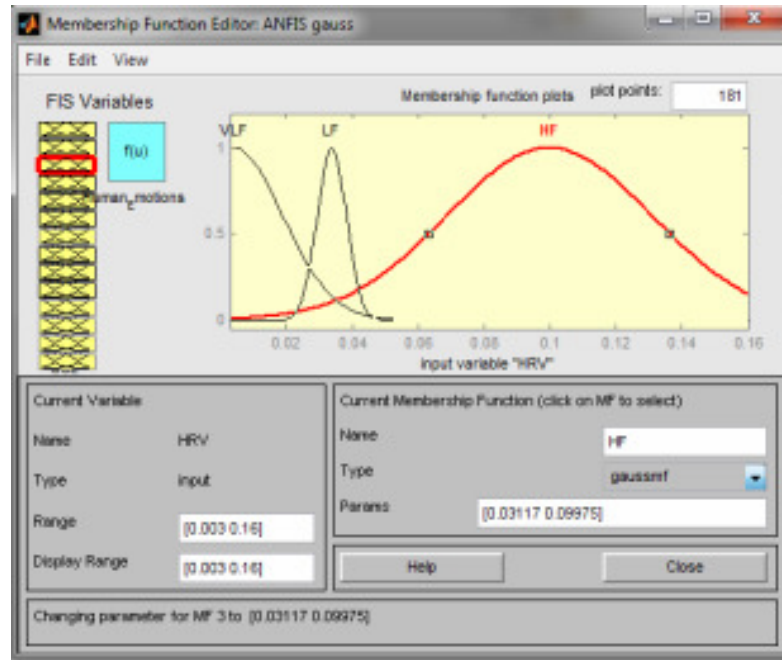 Membership Function Editor: ANFIS gauss
File Edit View
FIS Variables
f(u)
Human_Emotions
Membership function plots plot points: 181
VLF LF HF
1
0.5
0
0.02 0.04 0.06 0.08 0.1 0.12 0.14 0.16
input variable "HRV"
Current Variable
Name HRV
Type input
Range [0.003 0.16]
Display Range [0.003 0.16]
Current Membership Function (click on MF to select)
Name HF
Type gaussmf
Params [0.03117 0.09975]
Help Close
Changing parameter for MF 3 to [0.03117 0.09975]